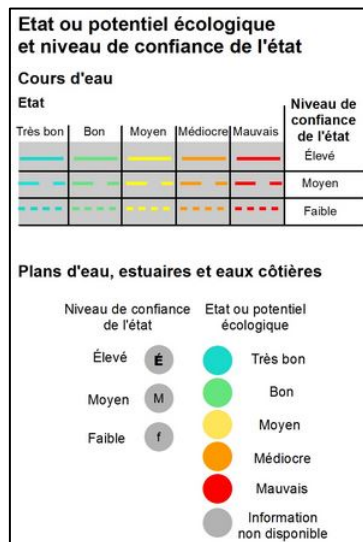 Etat ou potentiel écologique
et niveau de confiance de l'état
Cours d'eau
Etat
Niveau de
confiance
de l'état
Très bon Bon Moyen Médiocre Mauvais
Élevé
Moyen
Faible
Plans d'eau, estuaires et eaux côtières
Niveau de confiance
de l'état
Etat ou potentiel
écologique
Élevé É
Moyen M
Faible f
Très bon
Bon
Moyen
Médiocre
Mauvais
Information
non disponible